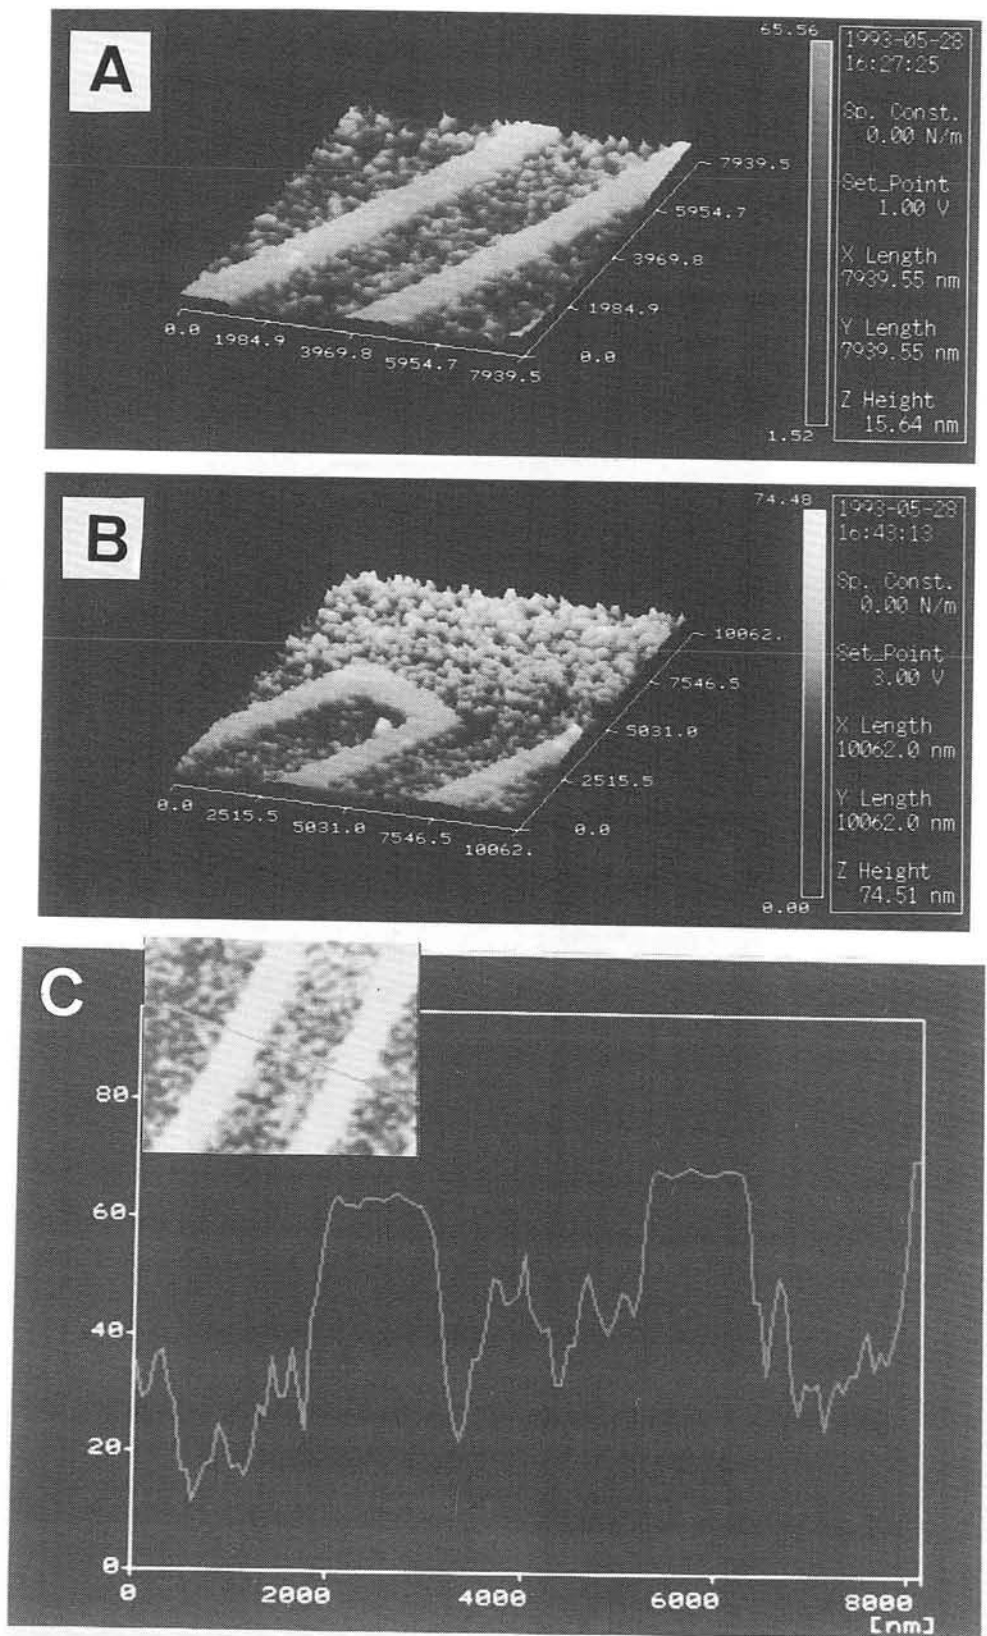 A
65.56
1993-05-28
16:27:25
Sp. Const.
0.00 N/m
Set_Point
1.00 V
X Length
7939.55 nm
Y Length
7939.55 nm
Z Height
15.64 nm
1.52
7939.5
5954.7
3969.8
1984.9
0.0
0.0
1984.9
3969.8
5954.7
7939.5
B
74.48
1993-05-28
16:43:13
Sp. Const.
0.00 N/m
Set_Point
3.00 V
X Length
10062.0 nm
Y Length
10062.0 nm
Z Height
74.51 nm
0.00
10062.
7546.5
5031.0
2515.5
0.0
0.0
2515.5
5031.0
7546.5
10062.
C
80
60
40
20
0
0 2000 4000 6000 8000
[nm]